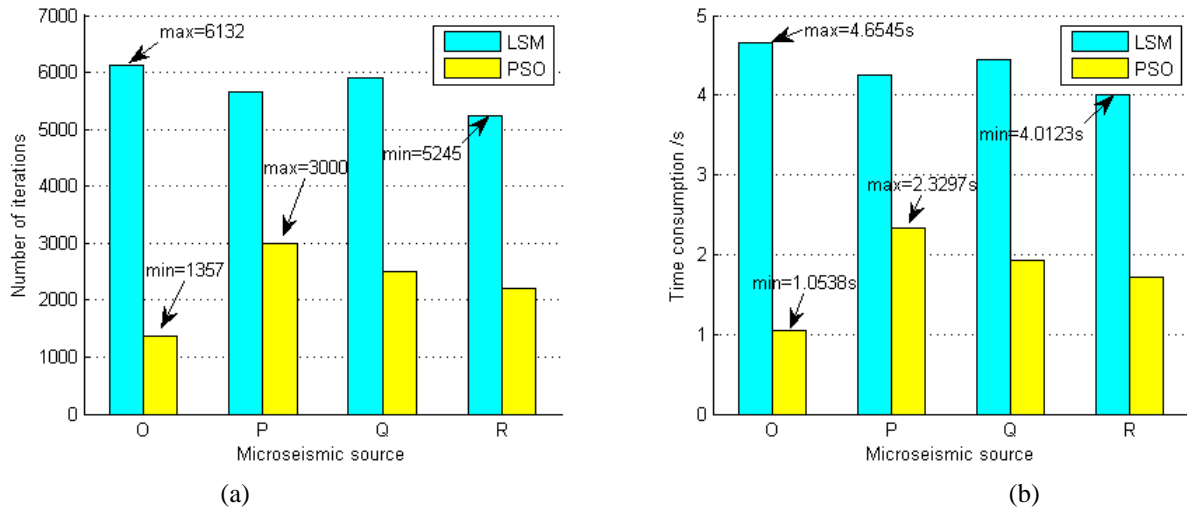 7000
6000
5000
4000
3000
2000
1000
0
Number of iterations
max=6132
LSM
PSO
min=5245
max=3000
min=1357
O P Q R
Microseismic source
(a)
5
4
3
2
1
0
Time consumption /s
max=4.6545s
LSM
PSO
min=4.0123s
max=2.3297s
min=1.0538s
O P Q R
Microseismic source
(b)